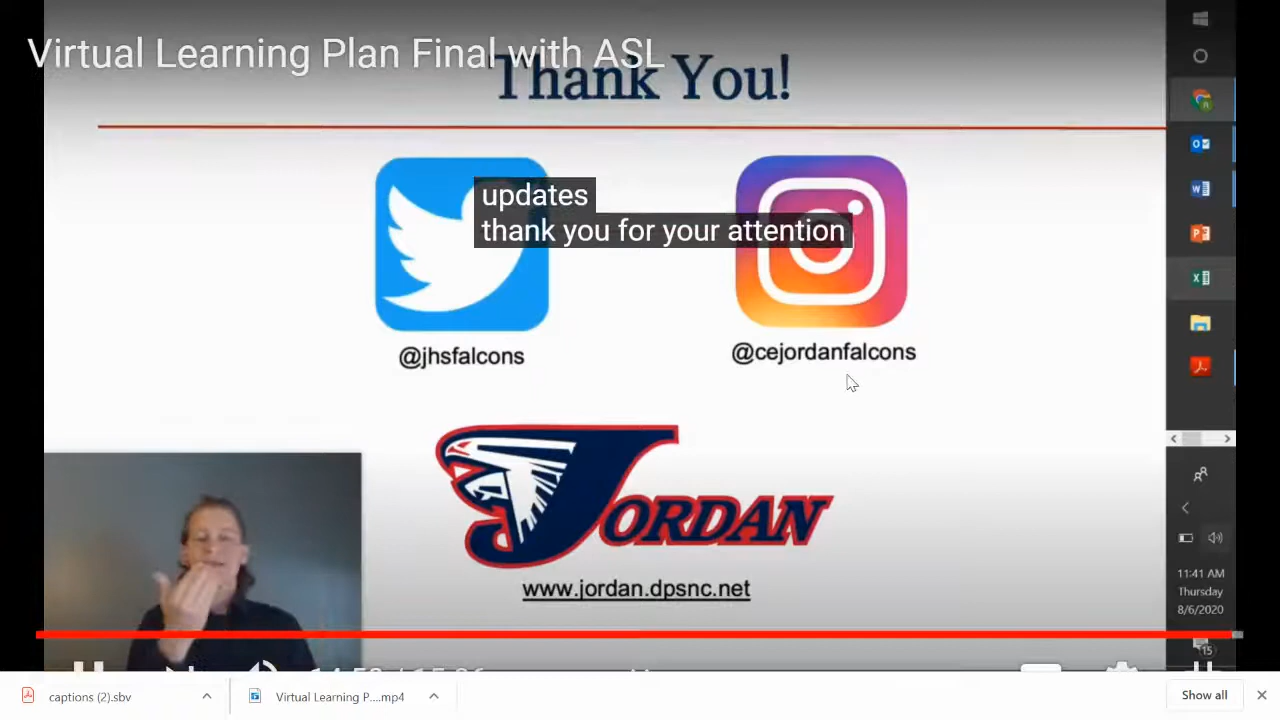 Virtual Learning Plan Final with ASL
Thank You!
updates
thank you for your attention
@jhsfalcons
@cejordanfalcons
JORDAN
www.jordan.dpsnc.net
11:41 AM
Thursday
8/6/2020
15
captions (2).sbv
Virtual Learning P....mp4
Show all